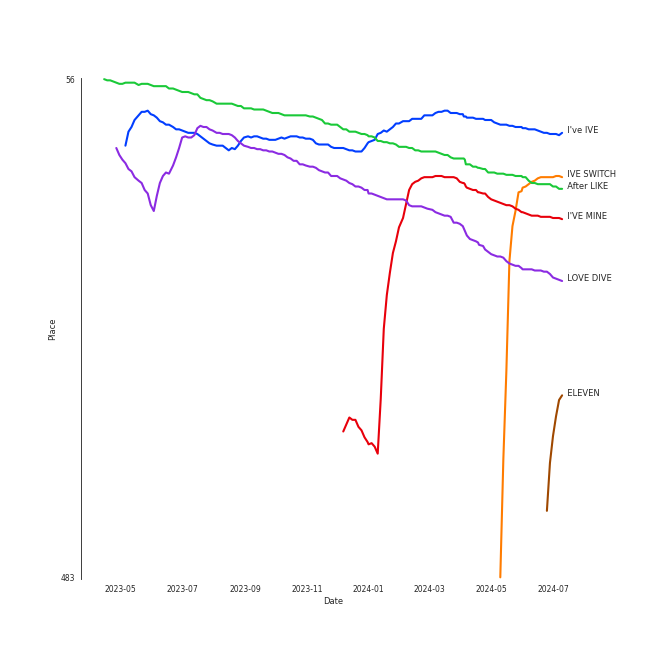 56
I've IVE
IVE SWITCH
After LIKE
I'VE MINE
LOVE DIVE
Place
ELEVEN
483
2023-05 2023-07 2023-09 2023-11 2024-01 2024-03 2024-05 2024-07
Date